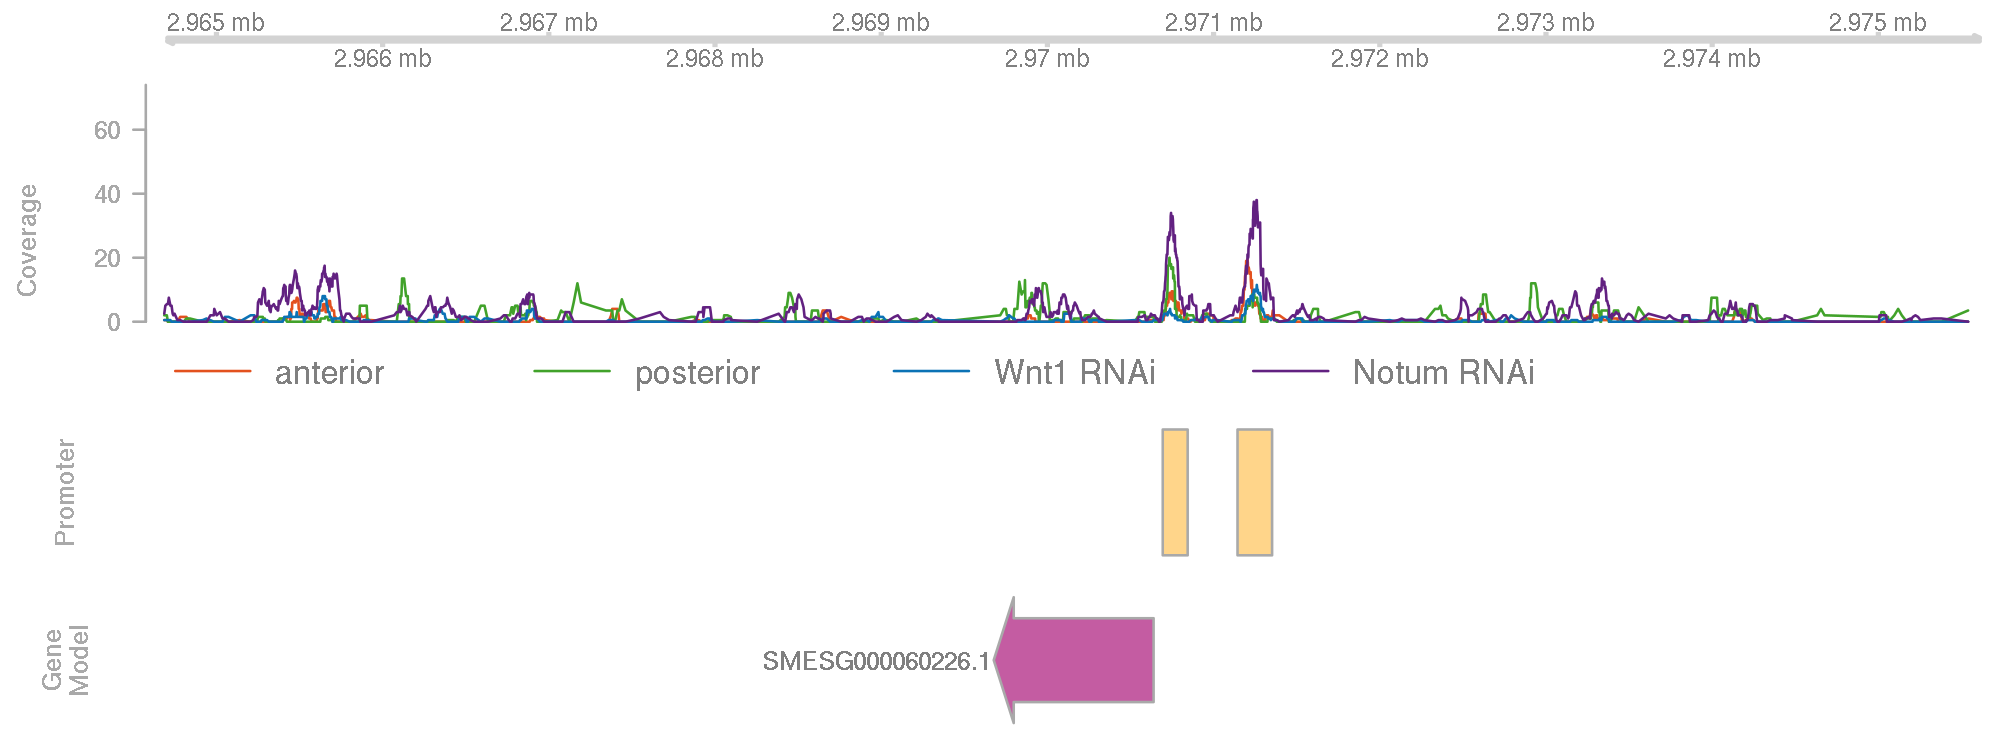 2.965 mb 2.967 mb 2.969 mb 2.971 mb 2.973 mb 2.975 mb
2.966 mb 2.968 mb 2.97 mb 2.972 mb 2.974 mb
Coverage
60
40
20
0
anterior posterior Wnt1 RNAi Notum RNAi
Promoter
Gene
Model
SMESG000060226.1